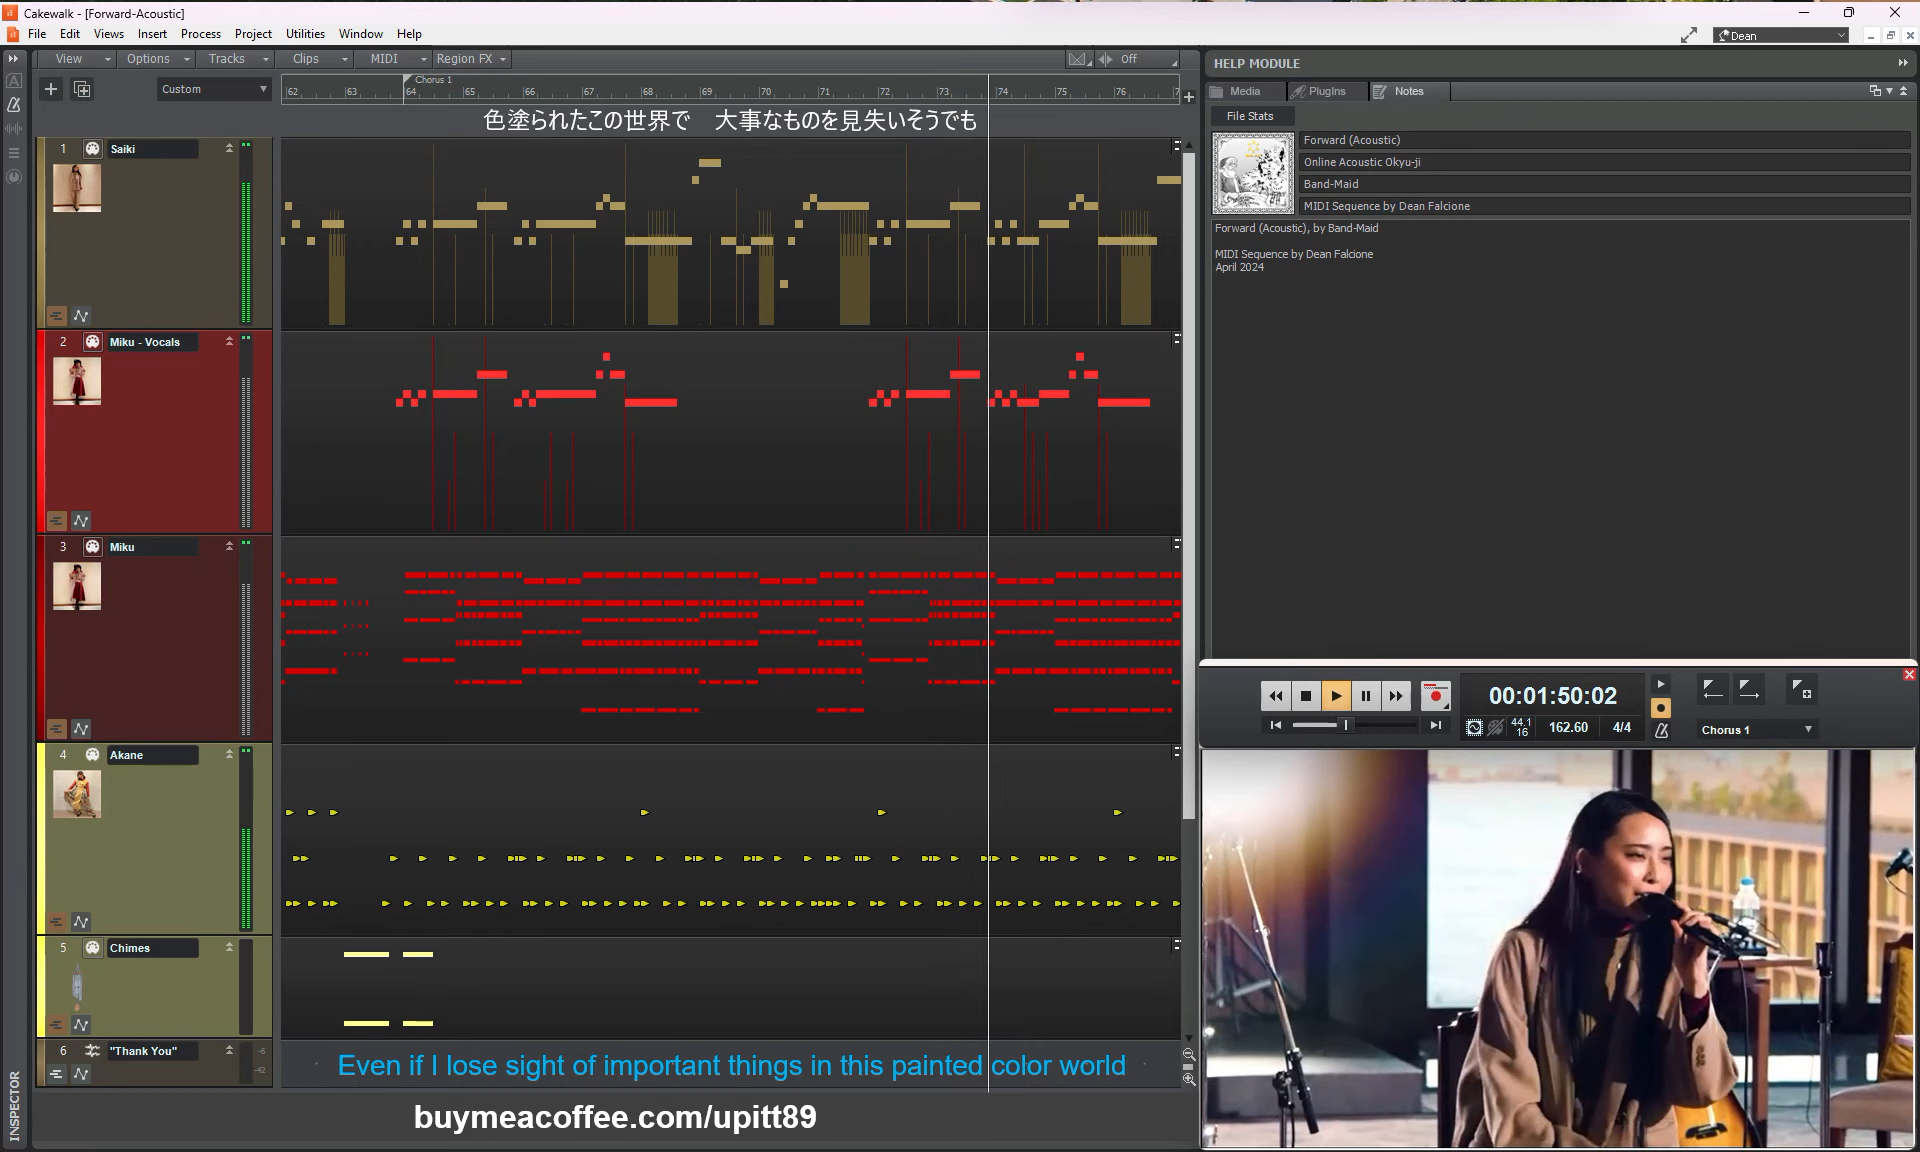 Cakewalk - [Forward-Acoustic]
File Edit Views Insert Process Project Utilities Window Help
Dean
View Options Tracks Clips MIDI Region FX Off
HELP MODULE
Custom
Chorus 1
62 63 64 65 66 67 68 69 70 71 72 73 74 75 76
Media PlugIns Notes
File Stats
色塗られたこの世界で 大事なものを見失いそうでも
Forward (Acoustic)
Online Acoustic Okyu-ji
Band-Maid
MIDI Sequence by Dean Falcione
Forward (Acoustic), by Band-Maid
MIDI Sequence by Dean Falcione
April 2024
1 Saiki
2 Miku - Vocals
3 Miku
00:01:50:02
44.1
16
162.60 4/4
Chorus 1
4 Akane
5 Chimes
6 "Thank You"
-6
-42
Even if I lose sight of important things in this painted color world
INSPECTOR
buymeacoffee.com/upitt89